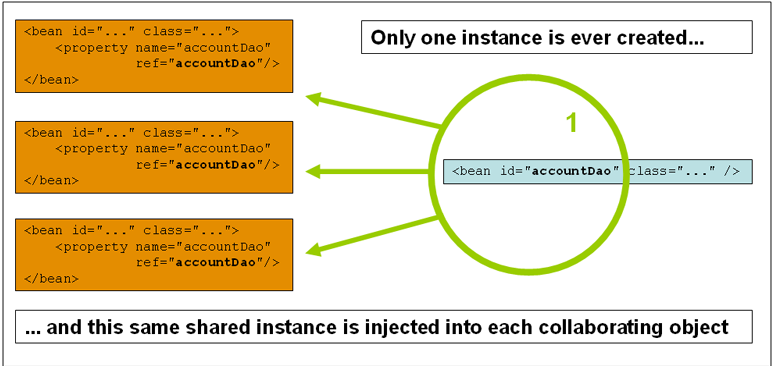 <bean id="..." class="...">
<property name="accountDao"
ref="accountDao"/>
</bean>
Only one instance is ever created...
<bean id="..." class="...">
<property name="accountDao"
ref="accountDao"/>
</bean>
1
<bean id="accountDao" class="..." />
<bean id="..." class="...">
<property name="accountDao"
ref="accountDao"/>
</bean>
... and this same shared instance is injected into each collaborating object